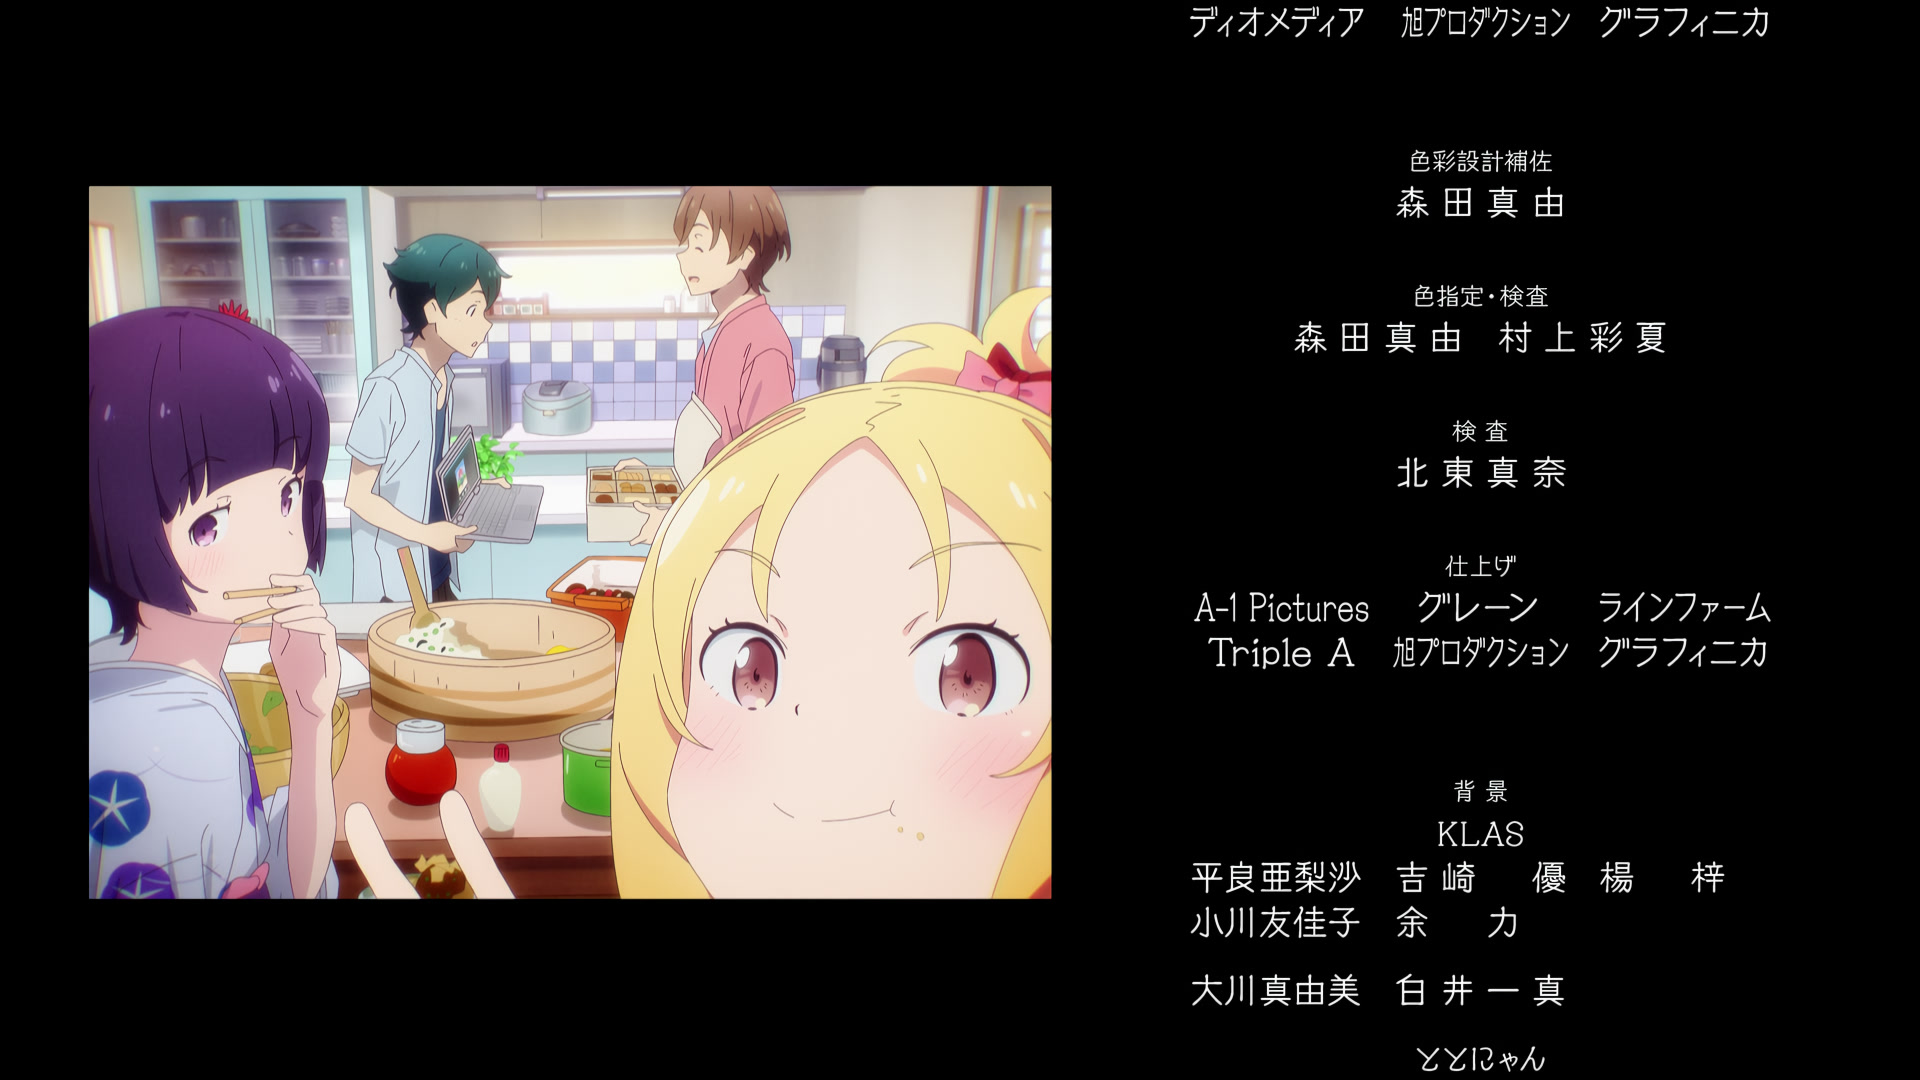 ディオメディア 旭プロダクション グラフィニカ
色彩設計補佐
森田真由
色指定・検査
森田真由 村上彩夏
検査
北東真奈
仕上げ
A-1 Pictures グレーン ラインファーム
Triple A 旭プロダクション グラフィニカ
背景
KLAS
平良亜梨沙 吉崎優 楊梓
小川友佳子 余力
大川真由美 白井一真
ととにゃん